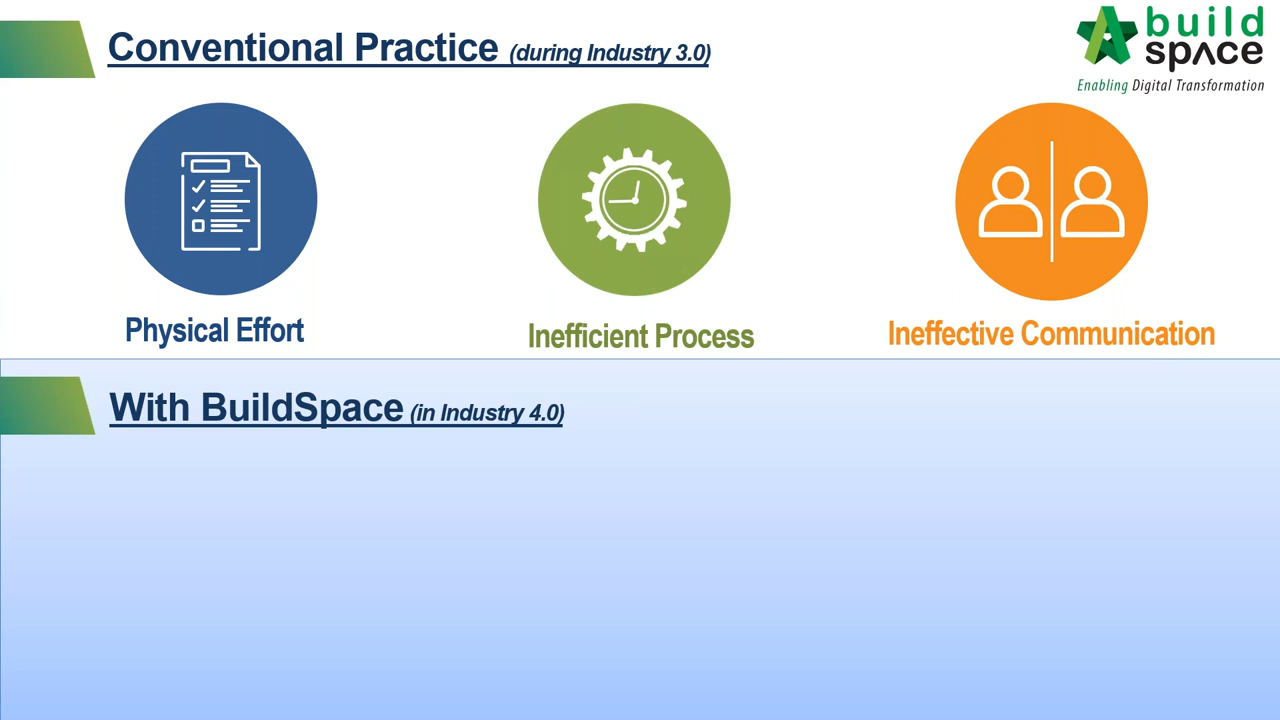 Conventional Practice (during Industry 3.0)
build
space
Enabling Digital Transformation
Physical Effort
Inefficient Process
Ineffective Communication
With BuildSpace (in Industry 4.0)